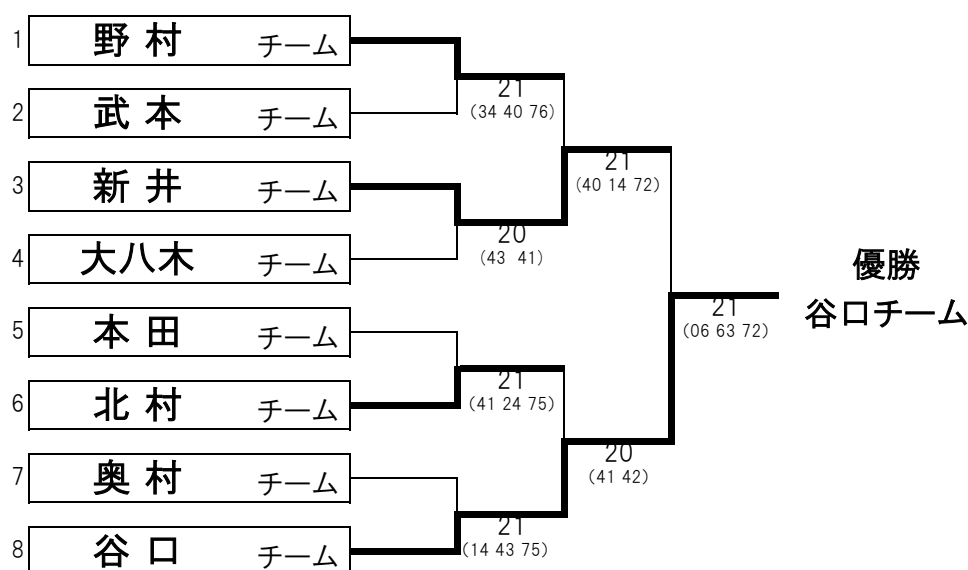 1 野村 チーム
2 武本 チーム
21
(34 40 76)
3 新井 チーム
21
(40 14 72)
4 大八木 チーム
20
(43 41)
優勝
谷口チーム
5 本田 チーム
21
(06 63 72)
6 北村 チーム
21
(41 24 75)
7 奥村 チーム
20
(41 42)
8 谷口 チーム
21
(14 43 75)